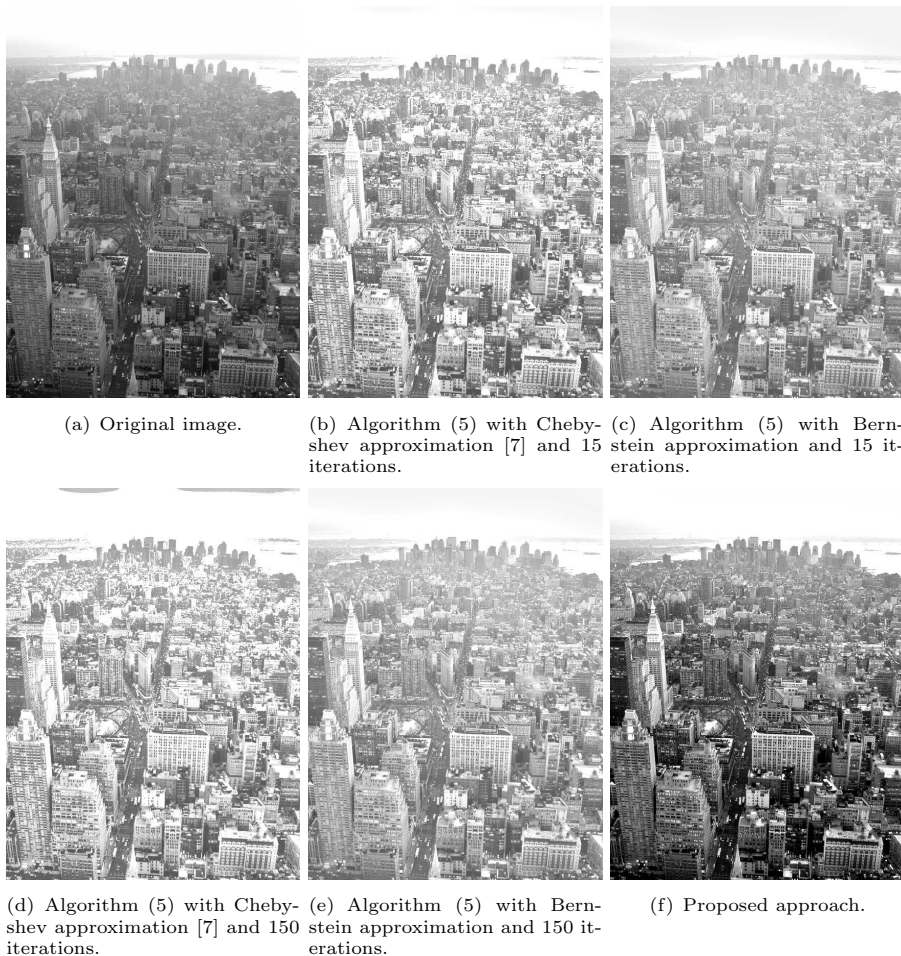 (a) Original image.
(b) Algorithm (5) with Cheby-
shev approximation [7] and 15
iterations.
(c) Algorithm (5) with Bern-
stein approximation and 15 it-
erations.
(d) Algorithm (5) with Cheby-
shev approximation [7] and 150
iterations.
(e) Algorithm (5) with Bern-
stein approximation and 150 it-
erations.
(f) Proposed approach.